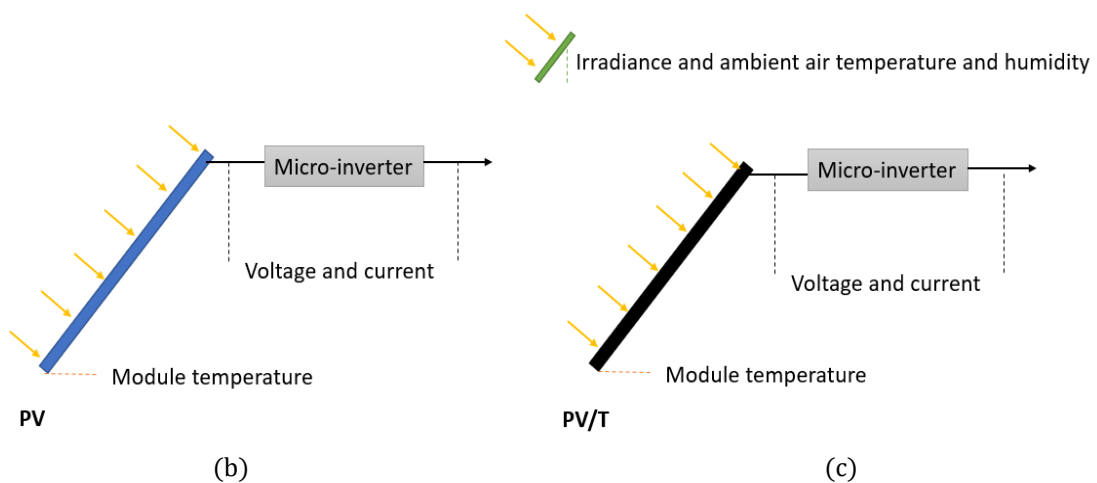 Irradiance and ambient air temperature and humidity
Micro-inverter
Voltage and current
Module temperature
PV
(b)
Micro-inverter
Voltage and current
Module temperature
PV/T
(c)